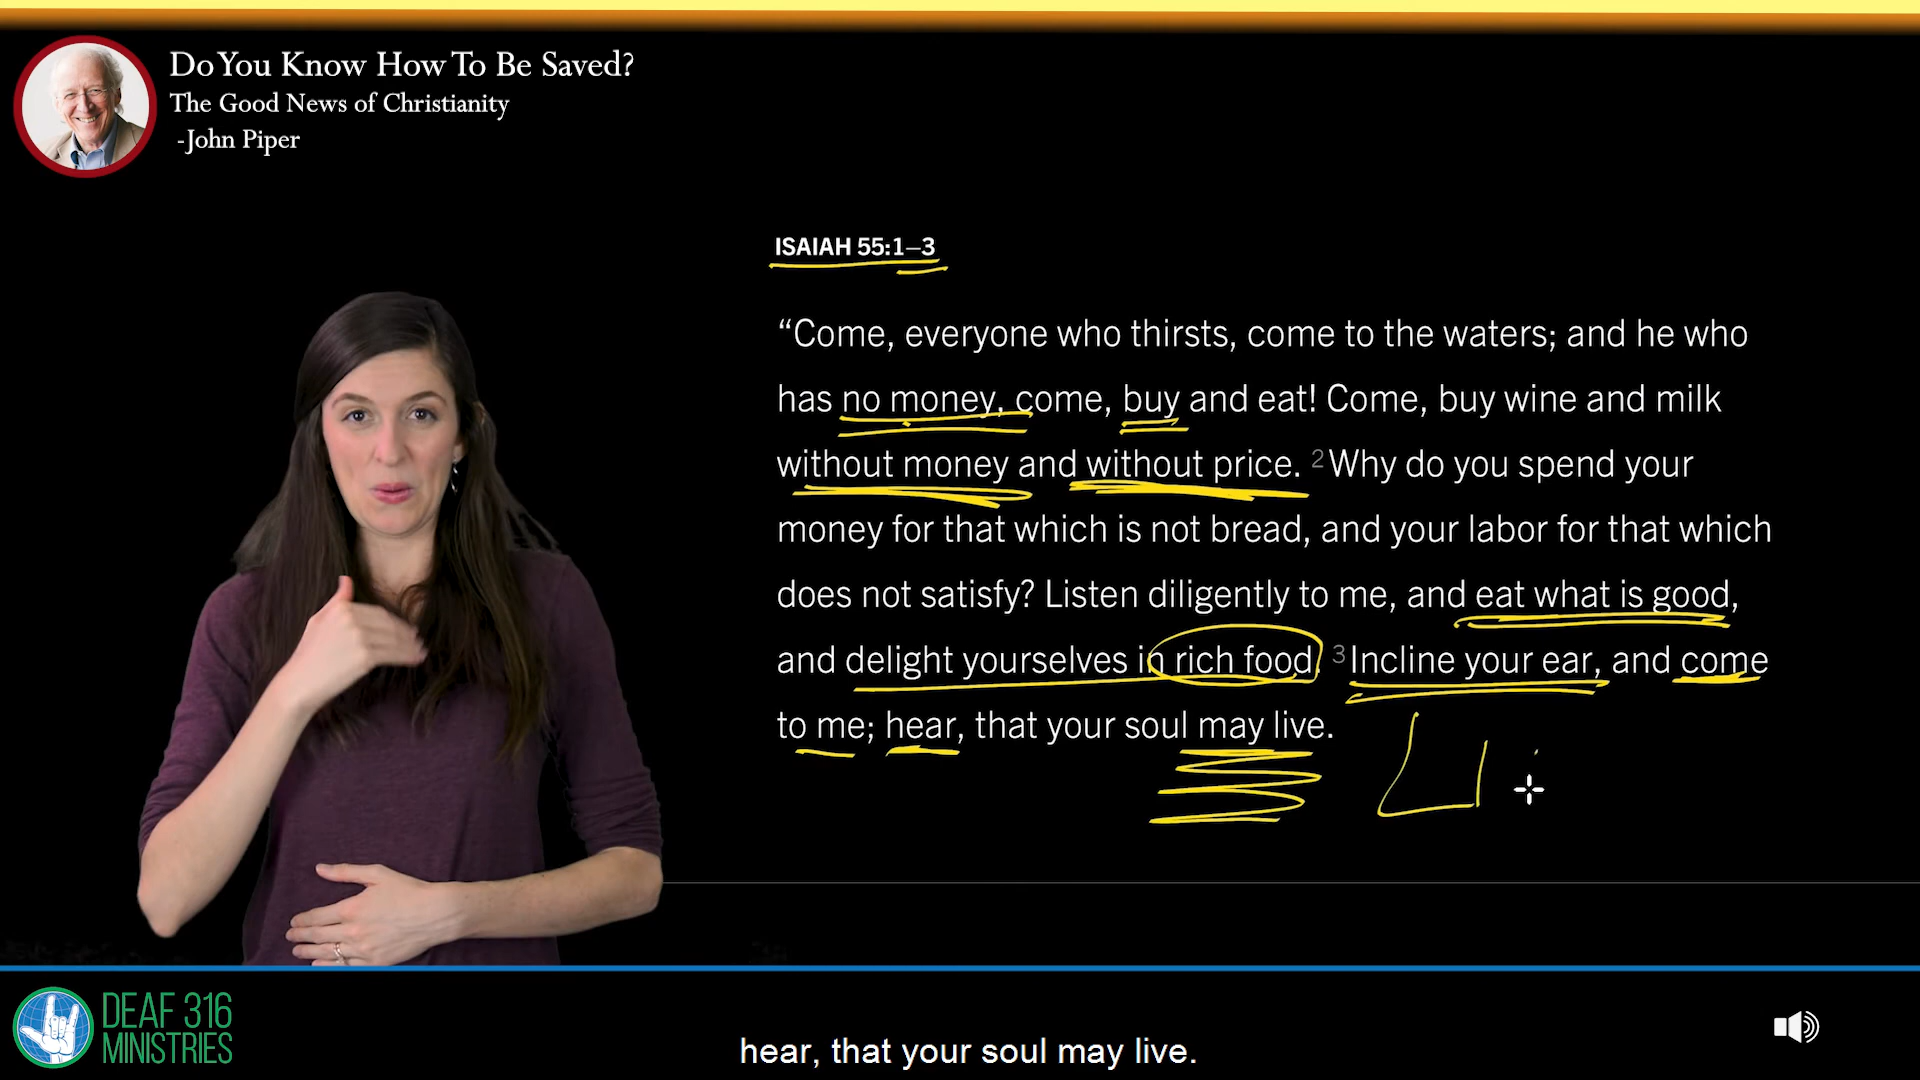 Do You Know How To Be Saved?
The Good News of Christianity
-John Piper
ISAIAH 55:1–3
“Come, everyone who thirsts, come to the waters; and he who
has no money, come, buy and eat! Come, buy wine and milk
without money and without price. 2 Why do you spend your
money for that which is not bread, and your labor for that which
does not satisfy? Listen diligently to me, and eat what is good,
and delight yourselves in rich food. 3 Incline your ear, and come
to me; hear, that your soul may live.
DEAF 316
MINISTRIES
hear, that your soul may live.